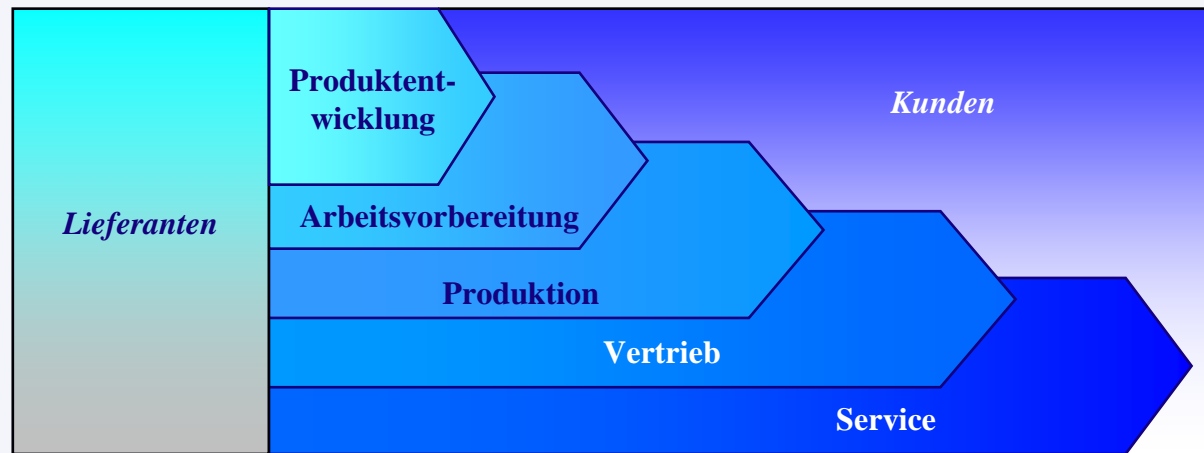 Produktent-
wicklung
Kunden
Lieferanten
Arbeitsvorbereitung
Produktion
Vertrieb
Service